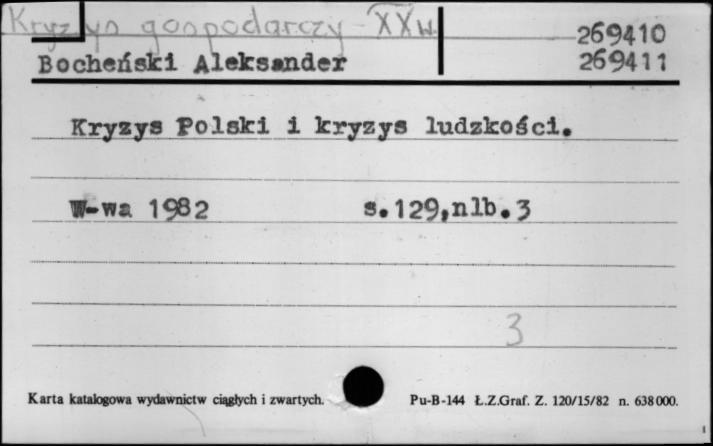 Kryzys gospodarczy - XX w
269410
Bocheński Aleksander
269411
Kryzys Polski i kryzys ludzkości.
W-wa 1982 s.129,nlb.3
3
Karta katalogowa wydawnictw ciągłych i zwartych. Pu-B-144 Ł.Z.Graf. Z. 120/15/82 n. 638000.